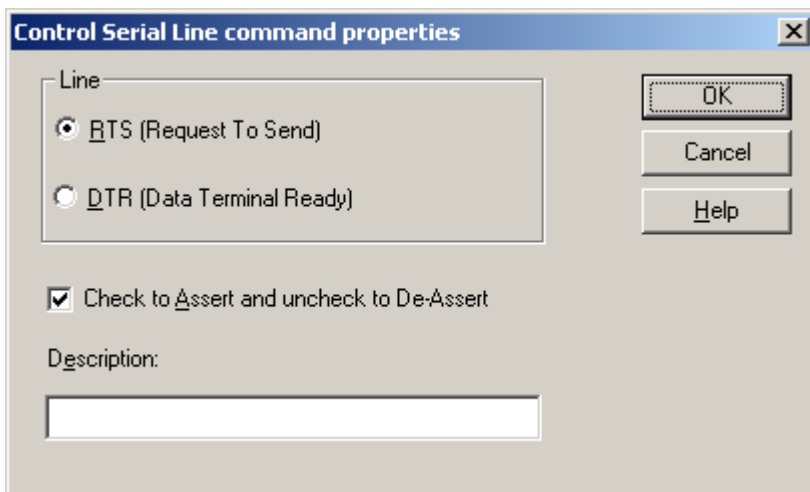 Control Serial Line command properties
Line
RTS (Request To Send)
DTR (Data Terminal Ready)
OK
Cancel
Help
Check to Assert and uncheck to De-Assert
Description: